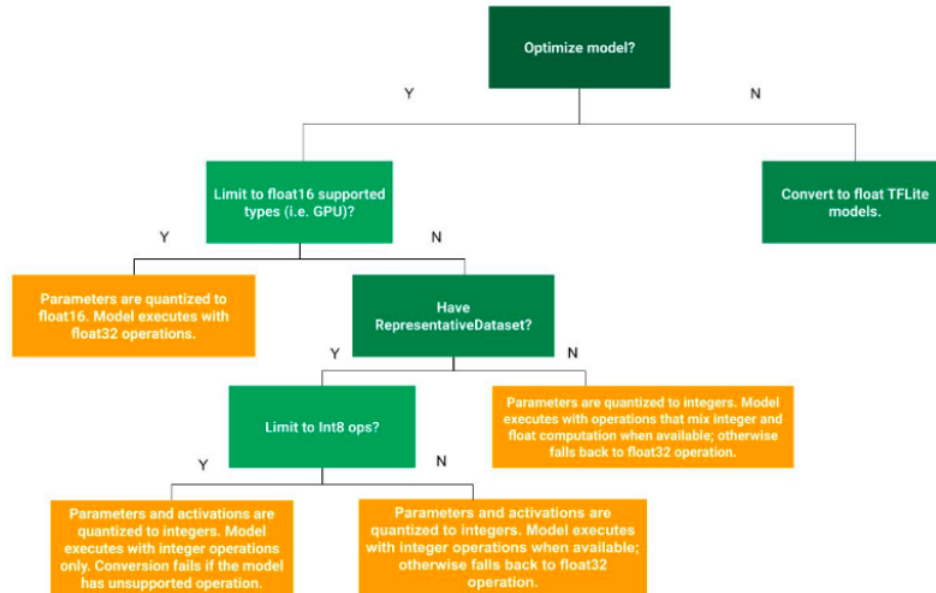 Optimize model?
Y
N
Limit to float16 supported
types (i.e. GPU)?
Convert to float TFLite
models.
Y
N
Parameters are quantized to
float16. Model executes with
float32 operations.
Have
RepresentativeDataset?
Y
N
Limit to Int8 ops?
Parameters are quantized to integers. Model
executes with operations that mix integer and
float computation when available; otherwise
falls back to float32 operation.
Y
N
Parameters and activations are
quantized to integers. Model
executes with integer operations
only. Conversion fails if the model
has unsupported operation.
Parameters and activations are
quantized to integers. Model executes
with integer operations when available;
otherwise falls back to float32
operation.